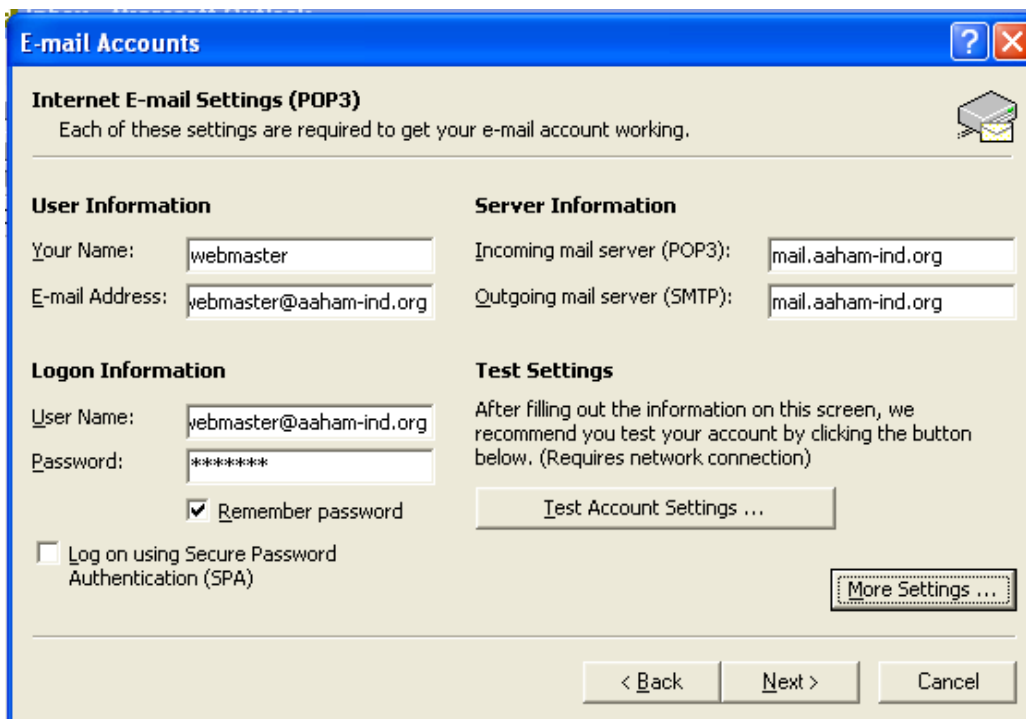 E-mail Accounts
Internet E-mail Settings (POP3)
Each of these settings are required to get your e-mail account working.
User Information
Your Name:
webmaster
E-mail Address:
webmaster@aaham-ind.org
Server Information
Incoming mail server (POP3):
mail.aaham-ind.org
Outgoing mail server (SMTP):
mail.aaham-ind.org
Logon Information
User Name:
webmaster@aaham-ind.org
Password:
*******
Remember password
Log on using Secure Password
Authentication (SPA)
Test Settings
After filling out the information on this screen, we
recommend you test your account by clicking the button
below. (Requires network connection)
Test Account Settings ...
More Settings ...
< Back
Next >
Cancel